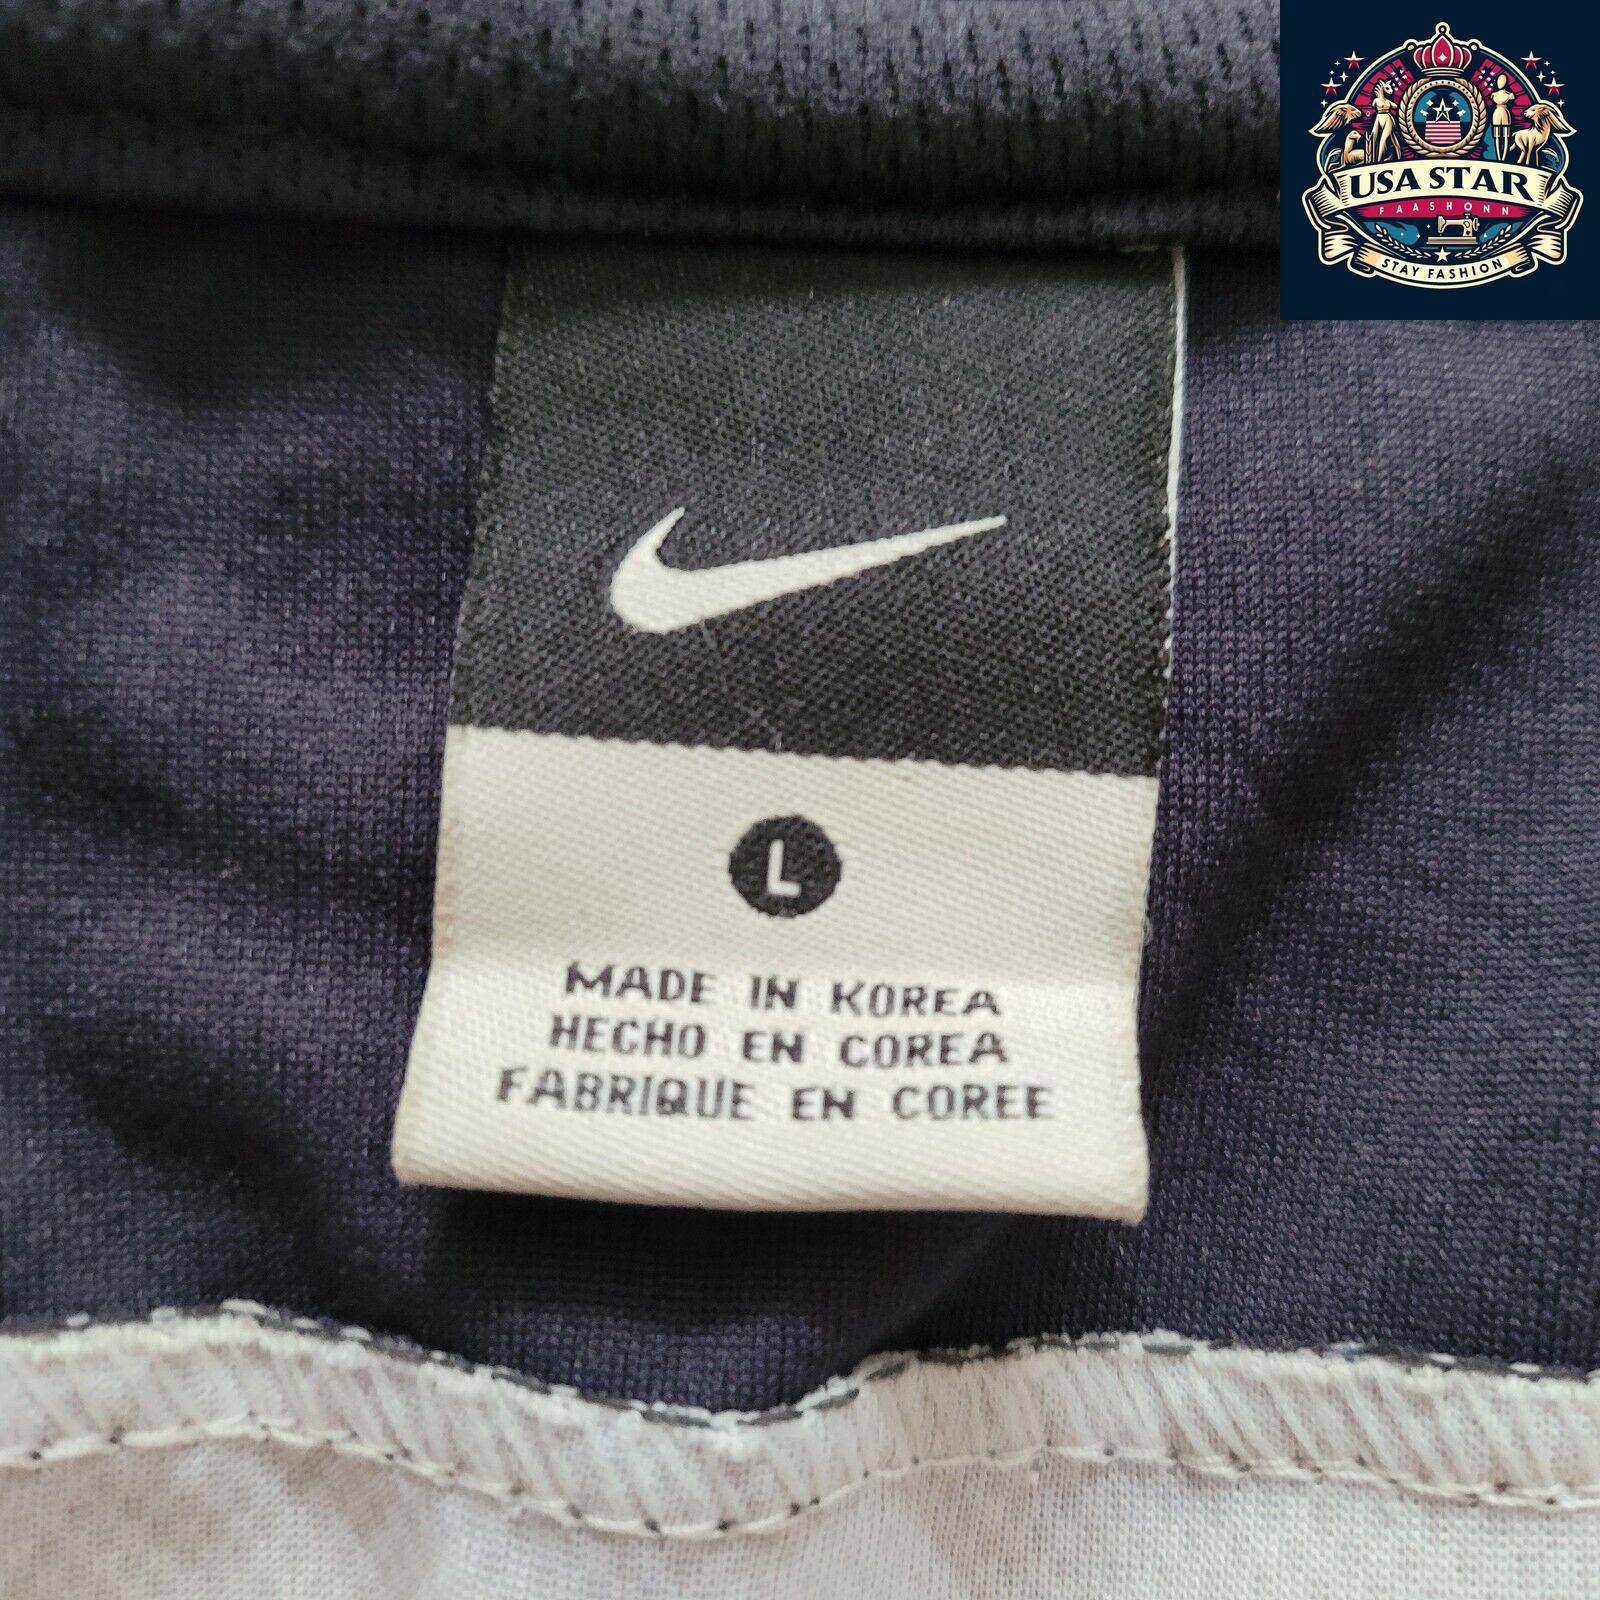 USA STAR
FAASHONN
STAY FASHION
L
MADE IN KOREA
HECHO EN COREA
FABRIQUE EN COREE